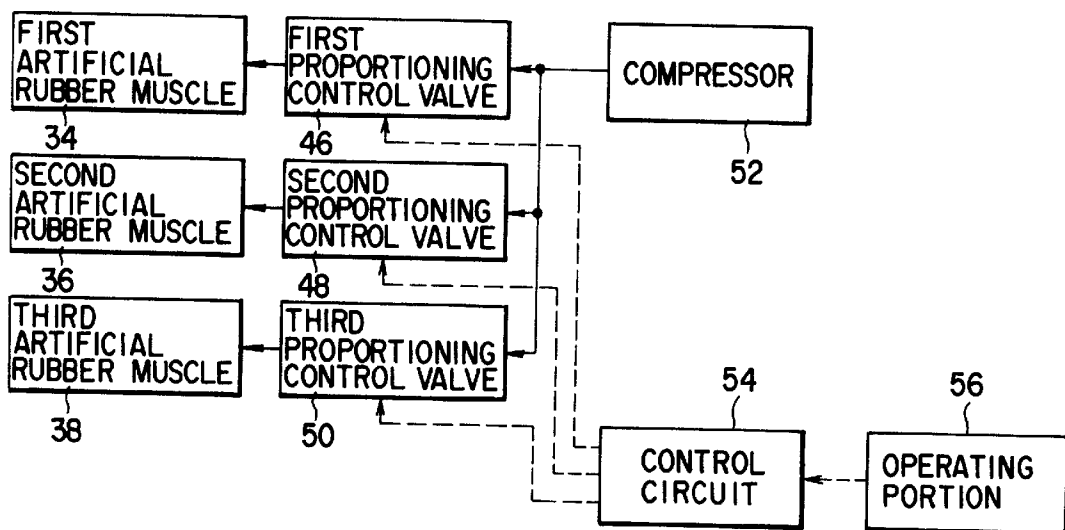 FIRST
ARTIFICIAL
RUBBER MUSCLE
34
FIRST
PROPORTIONING
CONTROL VALVE
46
COMPRESSOR
52
SECOND
ARTIFICIAL
RUBBER MUSCLE
36
SECOND
PROPORTIONING
CONTROL VALVE
48
THIRD
ARTIFICIAL
RUBBER MUSCLE
38
THIRD
PROPORTIONING
CONTROL VALVE
50
54
CONTROL
CIRCUIT
56
OPERATING
PORTION